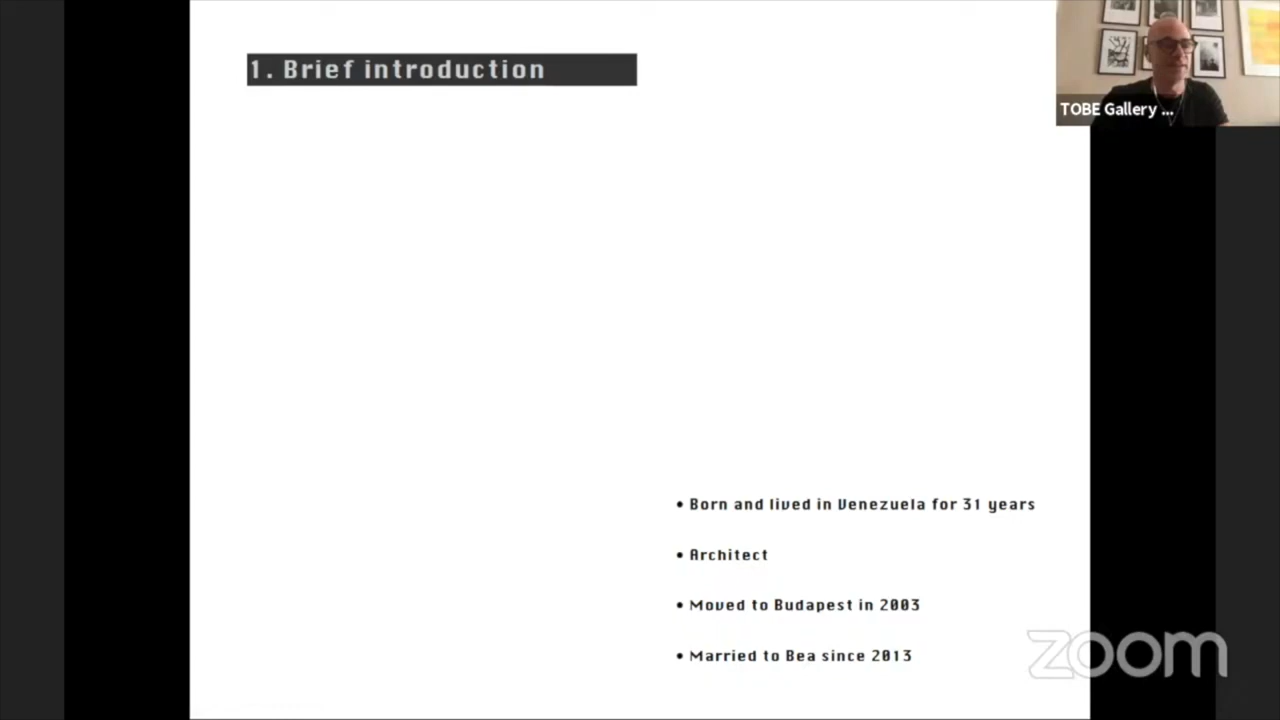 1. Brief introduction
TOBE Gallery ...
• Born and lived in Venezuela for 31 years
• Architect
• Moved to Budapest in 2003
• Married to Bea since 2013
zoom